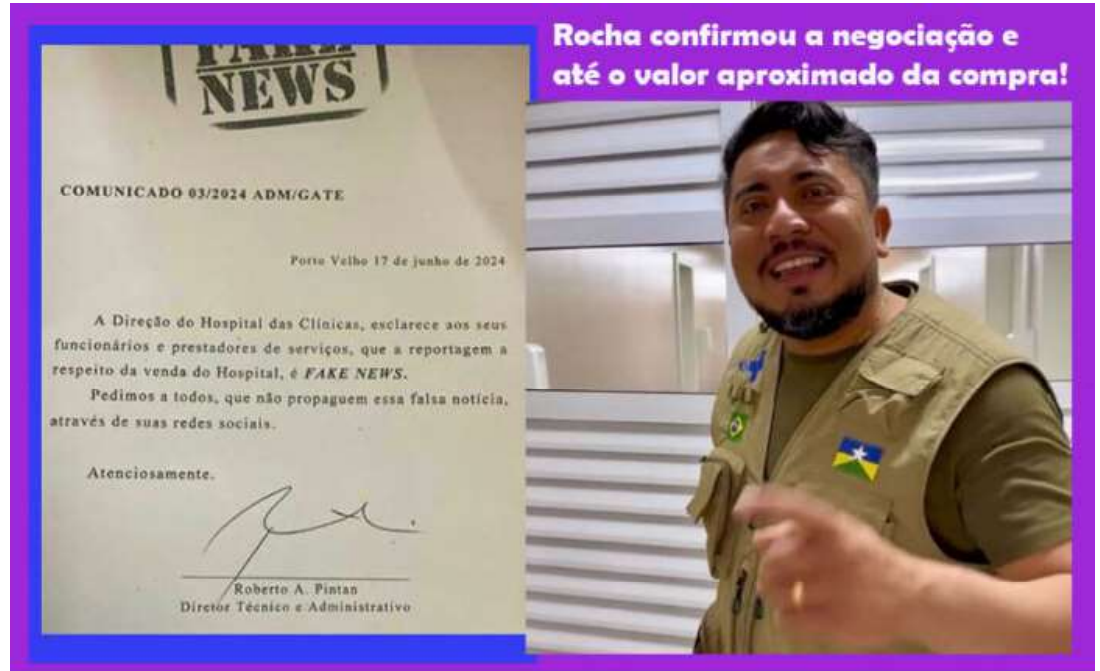 FAKE
NEWS
COMUNICADO 03/2024 ADM/GATE
Porto Velho 17 de junho de 2024
A Direção do Hospital das Clínicas, esclarece aos seus
funcionários e prestadores de serviços, que a reportagem a
respeito da venda do Hospital, é FAKE NEWS.
Pedimos a todos, que não propaguem essa falsa notícia,
através de suas redes sociais.
Atenciosamente.
Roberto A. Pintan
Diretor Técnico e Administrativo
Rocha confirmou a negociação e
até o valor aproximado da compra!